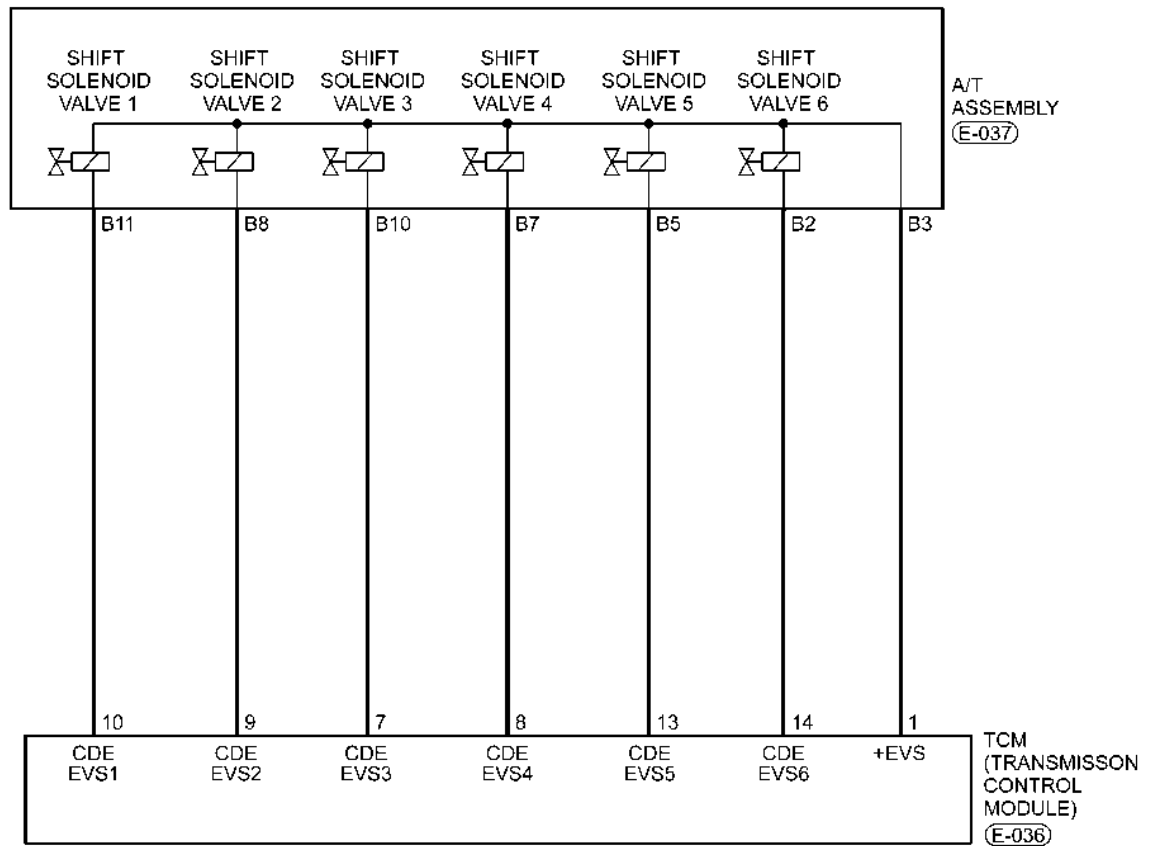 SHIFT
SOLENOID
VALVE 1
SHIFT
SOLENOID
VALVE 2
SHIFT
SOLENOID
VALVE 3
SHIFT
SOLENOID
VALVE 4
SHIFT
SOLENOID
VALVE 5
SHIFT
SOLENOID
VALVE 6
A/T
ASSEMBLY
E-037
B11
B8
B10
B7
B5
B2
B3
10
9
7
8
13
14
1
CDE
EVS1
CDE
EVS2
CDE
EVS3
CDE
EVS4
CDE
EVS5
CDE
EVS6
+EVS
TCM
(TRANSMISSON
CONTROL
MODULE)
E-036